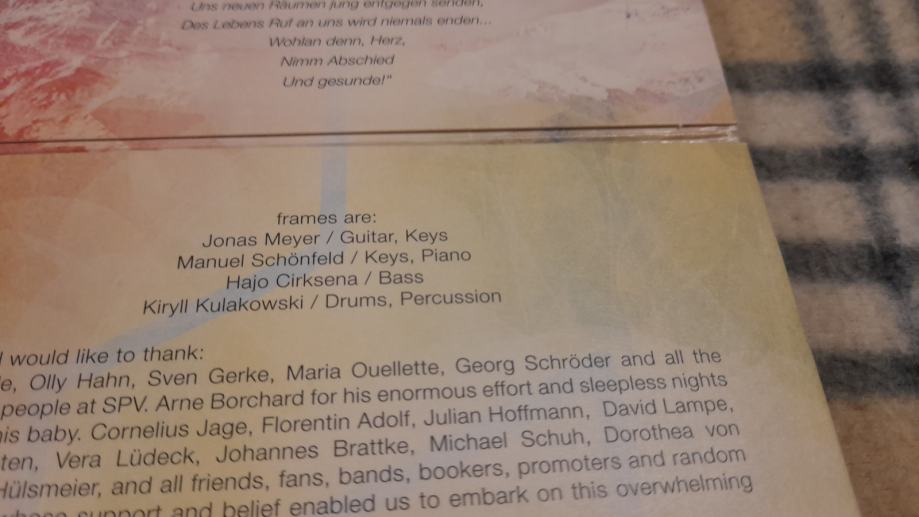 Uns neuen Räumen jung entgegen senden,
Des Lebens Ruf an uns wird niemals enden...
Wohlan denn, Herz,
Nimm Abschied
Und gesunde!"
frames are:
Jonas Meyer / Guitar, Keys
Manuel Schönfeld / Keys, Piano
Hajo Cirksena / Bass
Kiryll Kulakowski / Drums, Percussion
would like to thank:
Olly Hahn, Sven Gerke, Maria Ouellette, Georg Schröder and all the
people at SPV. Arne Borchard for his enormous effort and sleepless nights
baby. Cornelius Jage, Florentin Adolf, Julian Hoffmann, David Lampe,
Vera Lüdeck, Johannes Brattke, Michael Schuh, Dorothea von
Hülsmeier, and all friends, fans, bands, bookers, promoters and random
whose support and belief enabled us to embark on this overwhelming